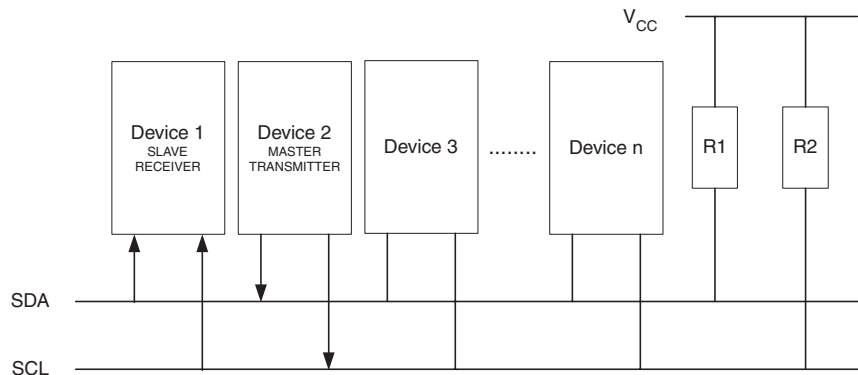 VCC
Device 1
SLAVE
RECEIVER
Device 2
MASTER
TRANSMITTER
Device 3
........
Device n
R1
R2
SDA
SCL